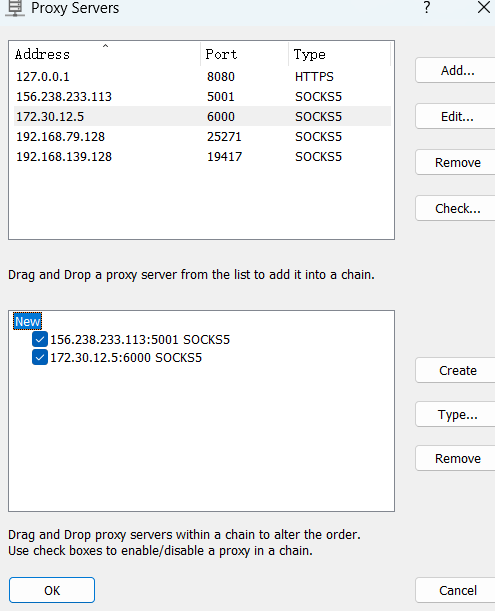 Proxy Servers ?
Address Port Type
127.0.0.1 8080 HTTPS
156.238.233.113 5001 SOCKS5
172.30.12.5 6000 SOCKS5
192.168.79.128 25271 SOCKS5
192.168.139.128 19417 SOCKS5
Add...
Edit...
Remove
Check...
Drag and Drop a proxy server from the list to add it into a chain.
New
156.238.233.113:5001 SOCKS5
172.30.12.5:6000 SOCKS5
Create
Type...
Remove
Drag and Drop proxy servers within a chain to alter the order.
Use check boxes to enable/disable a proxy in a chain.
OK
Cancel